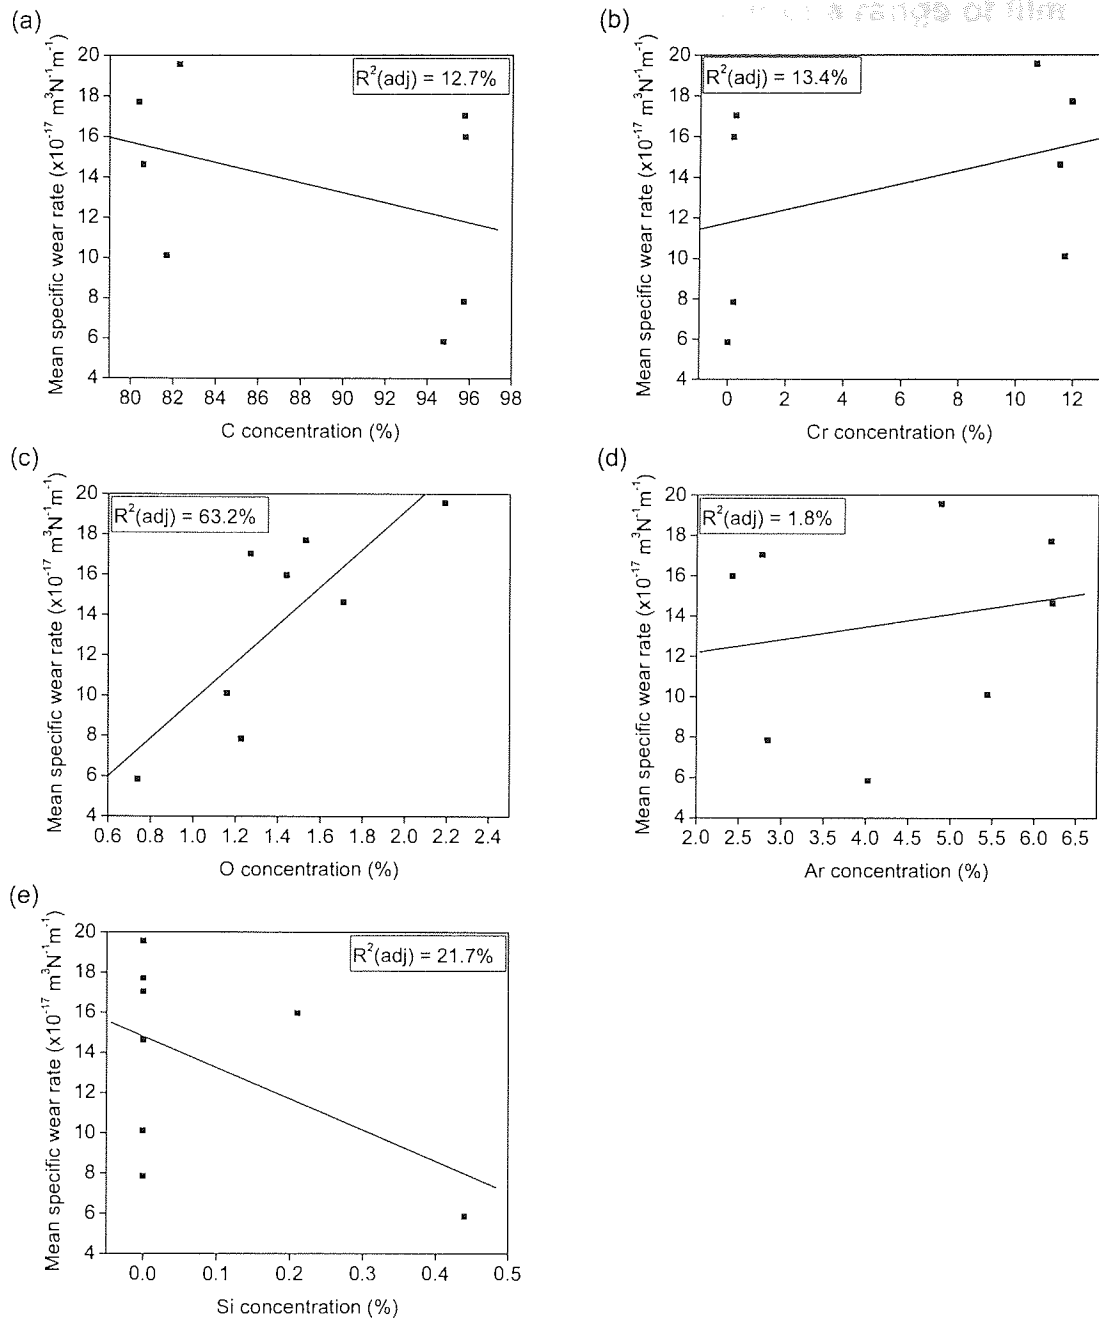 a range of film
(a)
R²(adj) = 12.7%
Mean specific wear rate (x10⁻¹⁷ m³N⁻¹m⁻¹)
20
18
16
14
12
10
8
6
4
80 82 84 86 88 90 92 94 96 98
C concentration (%)
(b)
R²(adj) = 13.4%
Mean specific wear rate (x10⁻¹⁷ m³N⁻¹m⁻¹)
20
18
16
14
12
10
8
6
4
0 2 4 6 8 10 12
Cr concentration (%)
(c)
R²(adj) = 63.2%
Mean specific wear rate (x10⁻¹⁷ m³N⁻¹m⁻¹)
20
18
16
14
12
10
8
6
4
0.6 0.8 1.0 1.2 1.4 1.6 1.8 2.0 2.2 2.4
O concentration (%)
(d)
R²(adj) = 1.8%
Mean specific wear rate (x10⁻¹⁷ m³N⁻¹m⁻¹)
20
18
16
14
12
10
8
6
4
2.0 2.5 3.0 3.5 4.0 4.5 5.0 5.5 6.0 6.5
Ar concentration (%)
(e)
R²(adj) = 21.7%
Mean specific wear rate (x10⁻¹⁷ m³N⁻¹m⁻¹)
20
18
16
14
12
10
8
6
4
0.0 0.1 0.2 0.3 0.4 0.5
Si concentration (%)